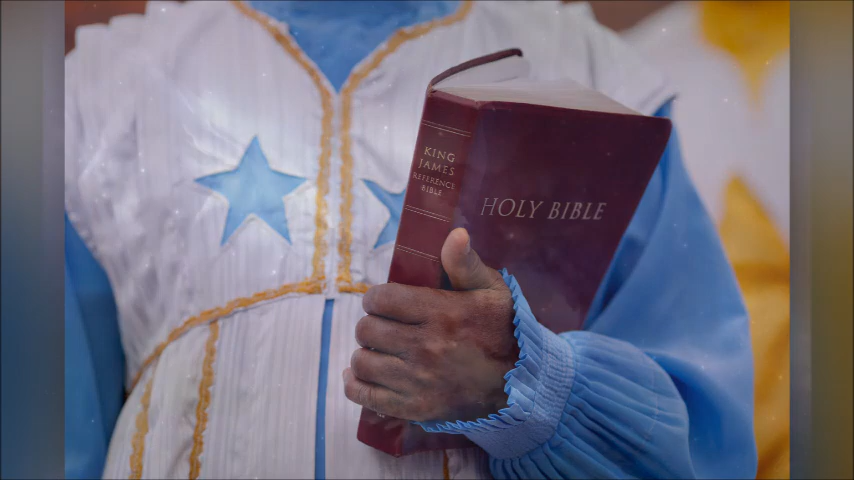 KING
JAMES
REFERENCE
BIBLE
HOLY BIBLE